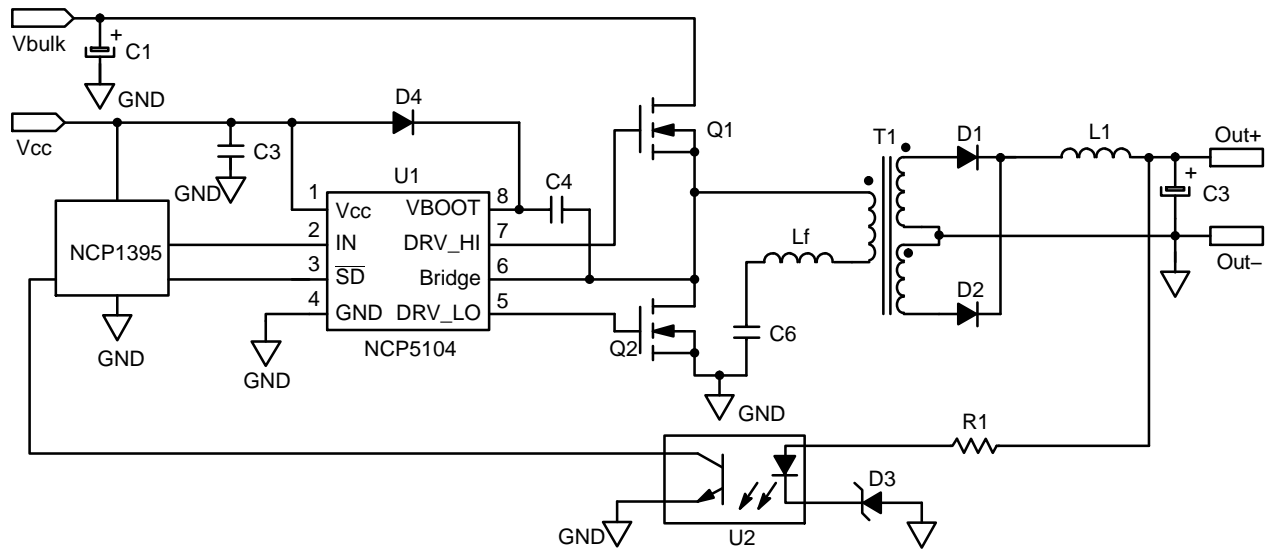 Vbulk
+
C1
GND
Vcc
C3
GND
D4
U1
1
Vcc
VBOOT
8
C4
2
IN
DRV_HI
7
3
SD
Bridge
6
4
GND
DRV_LO
5
NCP5104
NCP1395
GND
GND
Q1
Q2
Lf
C6
GND
T1
D1
D2
L1
Out+
+
C3
Out–
R1
D3
U2
GND